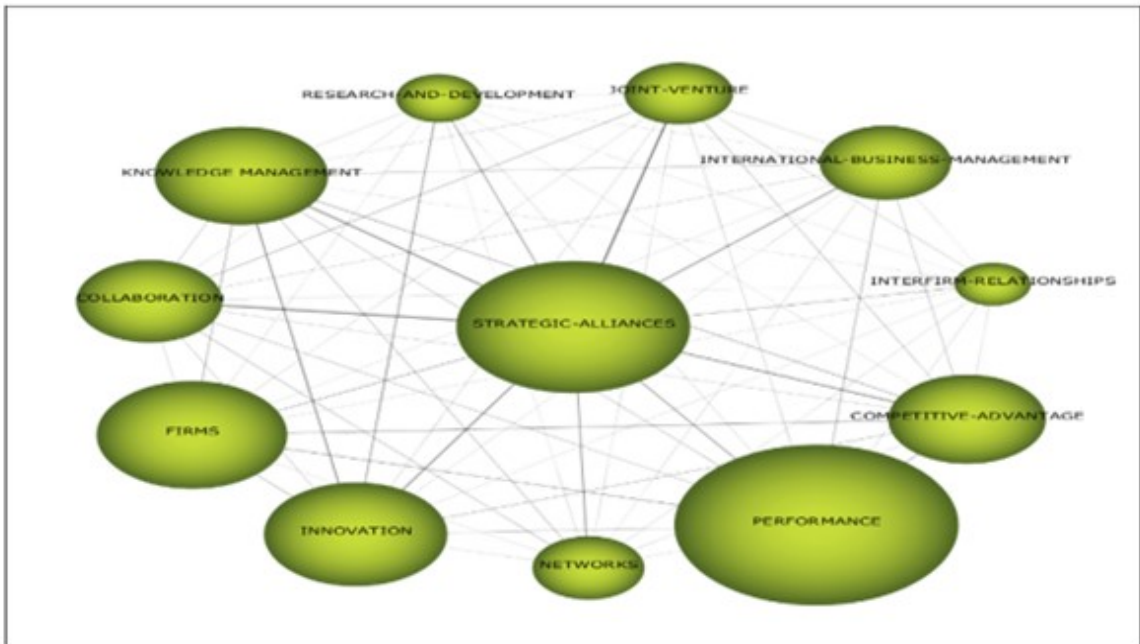 RESEARCH-AND-DEVELOPMENT
JOINT-VENTURE
KNOWLEDGE MANAGEMENT
INTERNATIONAL-BUSINESS-MANAGEMENT
COLLABORATION
INTERFIRM-RELATIONSHIPS
STRATEGIC-ALLIANCES
FIRMS
COMPETITIVE-ADVANTAGE
INNOVATION
PERFORMANCE
NETWORKS